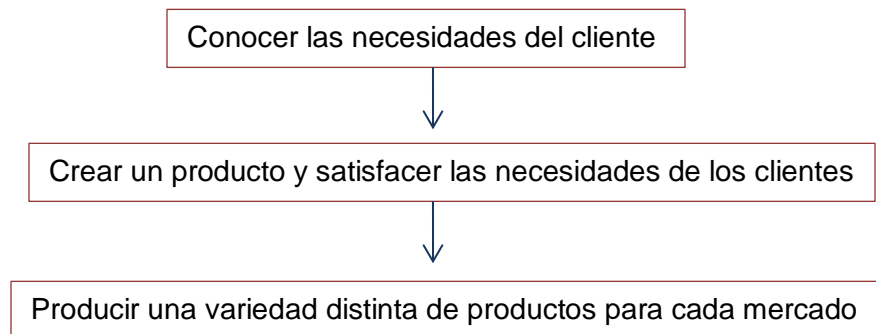 Conocer las necesidades del cliente
Crear un producto y satisfacer las necesidades de los clientes
Producir una variedad distinta de productos para cada mercado